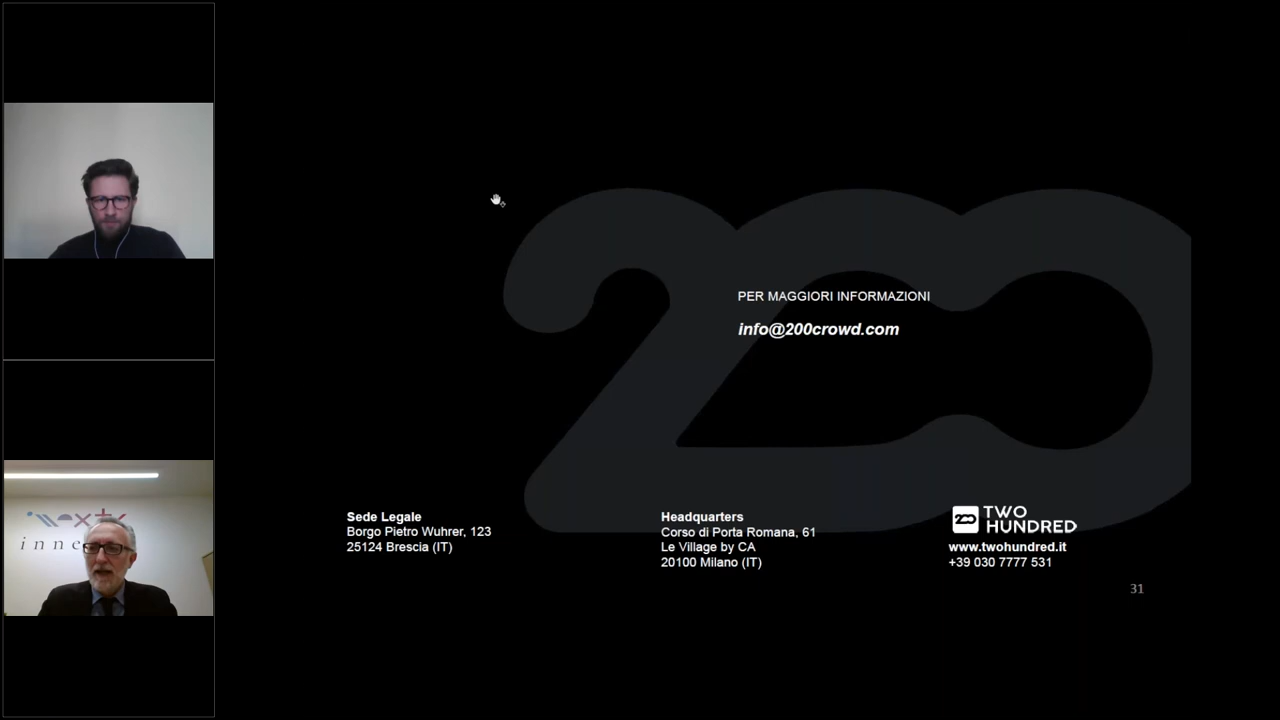 PER MAGGIORI INFORMAZIONI
info@200crowd.com
Sede Legale
Borgo Pietro Wuhrer, 123
25124 Brescia (IT)
Headquarters
Corso di Porta Romana, 61
Le Village by CA
20100 Milano (IT)
200 TWO
HUNDRED
www.twohundred.it
+39 030 7777 531
31
200